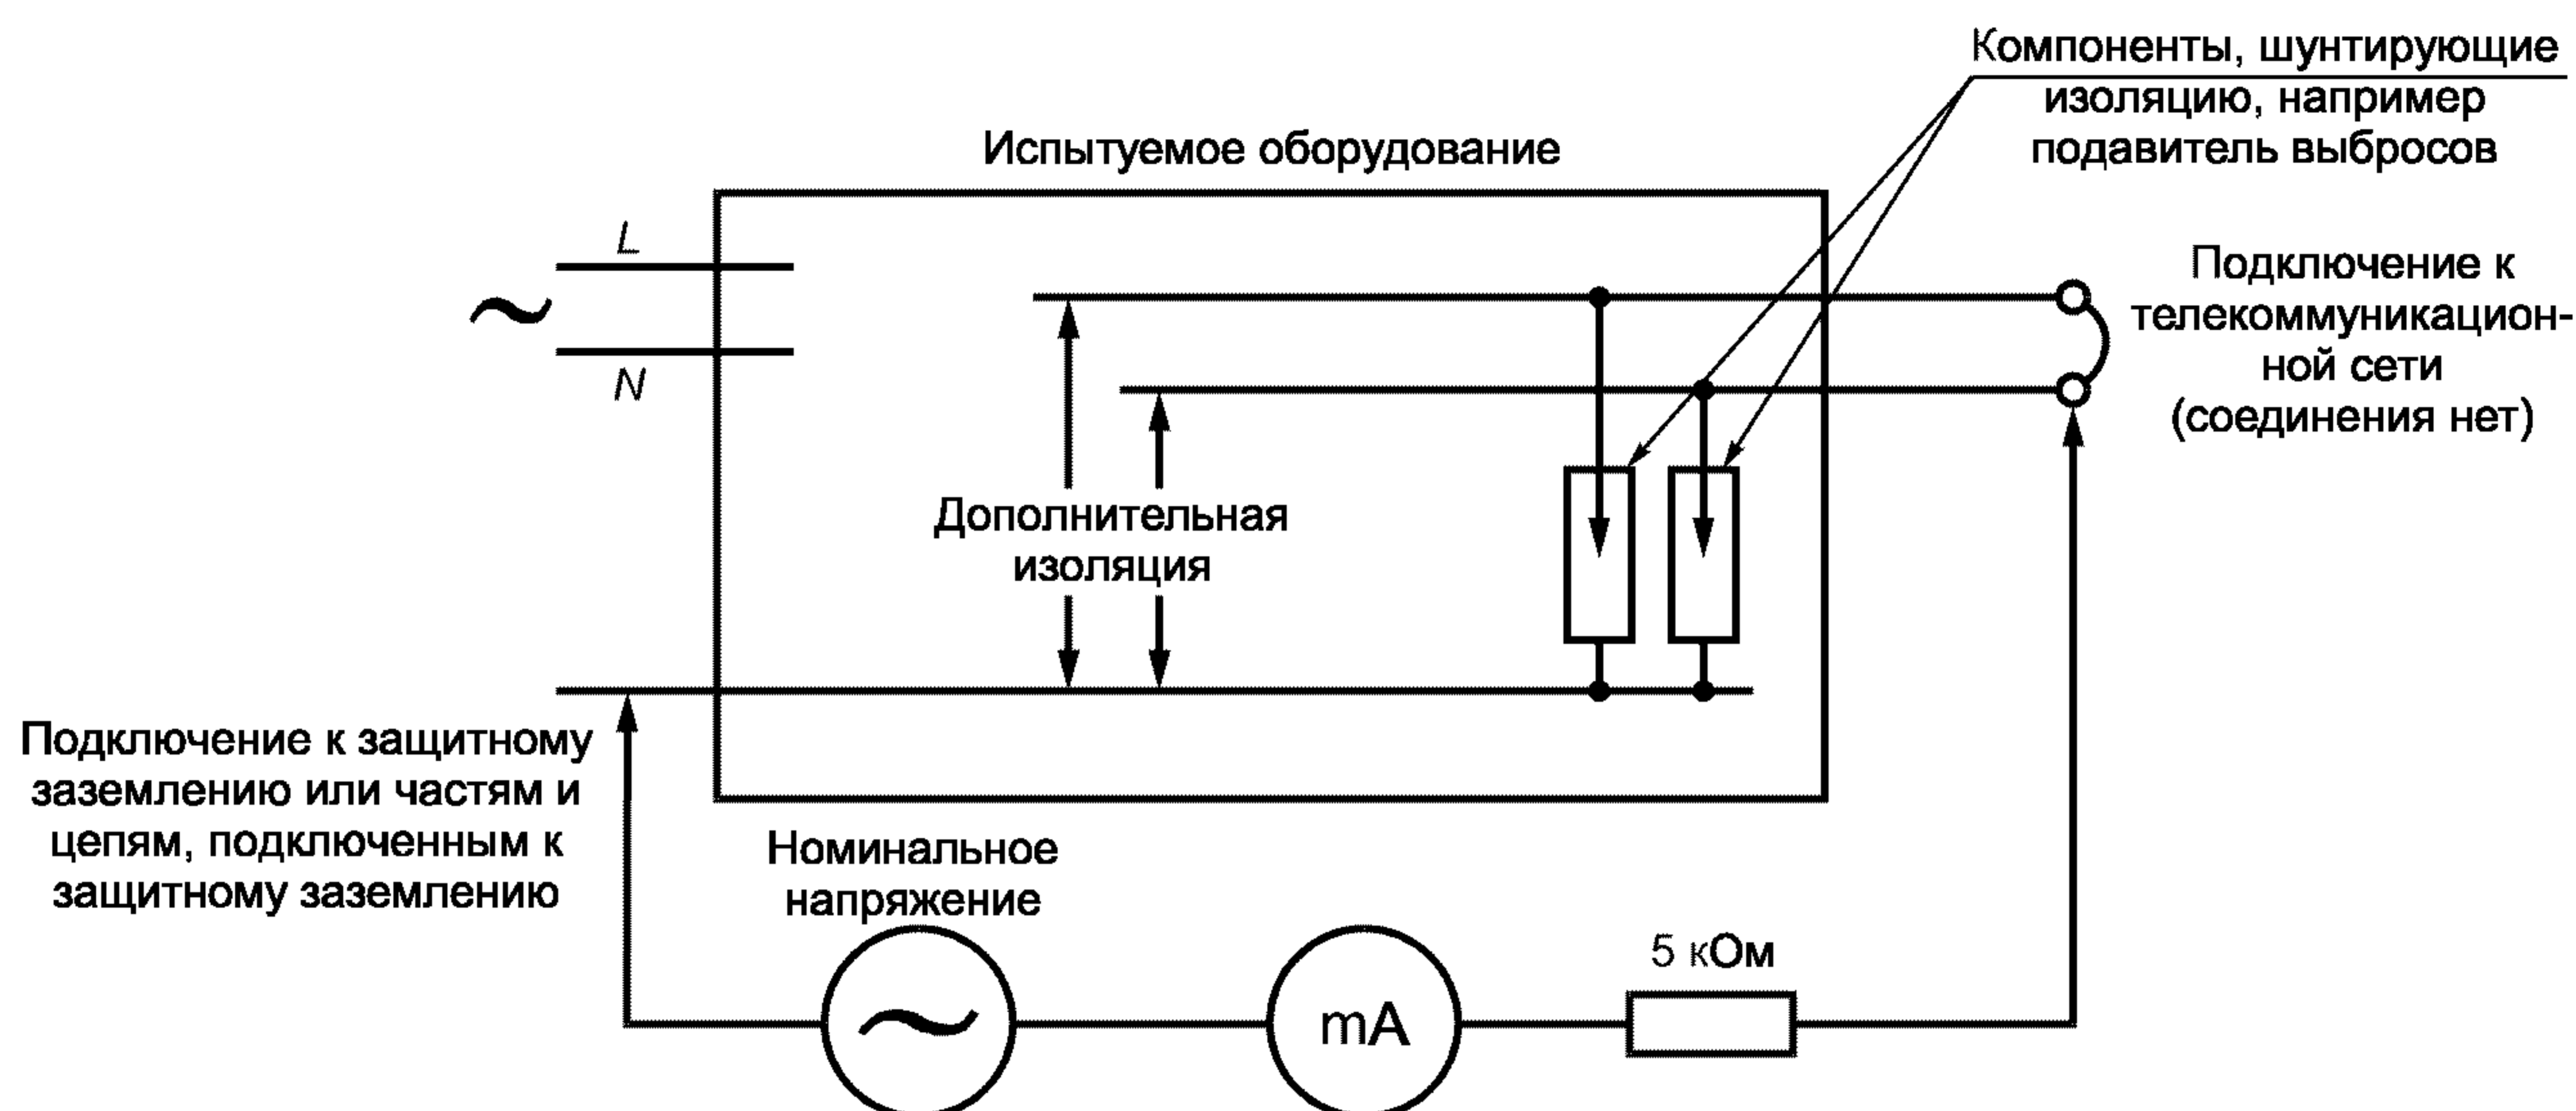 Компоненты, шунтирующие
изоляцию, например
подавитель выбросов
Испытуемое оборудование
L
N
Подключение к
телекоммуникацион-
ной сети
(соединения нет)
Дополнительная
изоляция
Подключение к защитному
заземлению или частям и
цепям, подключенным к
защитному заземлению
Номинальное
напряжение
5 кОм
mA